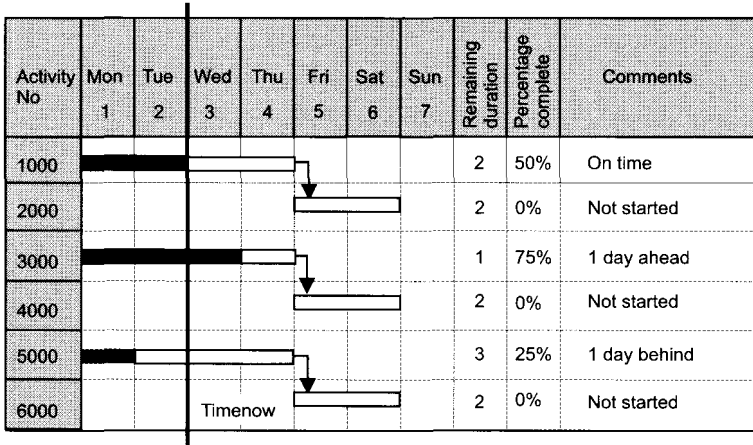 Activity No Mon 1 Tue 2 Wed 3 Thu 4 Fri 5 Sat 6 Sun 7 Remaining duration Percentage complete Comments
1000 2 50% On time
2000 2 0% Not started
3000 1 75% 1 day ahead
4000 2 0% Not started
5000 3 25% 1 day behind
6000 Timenow 2 0% Not started